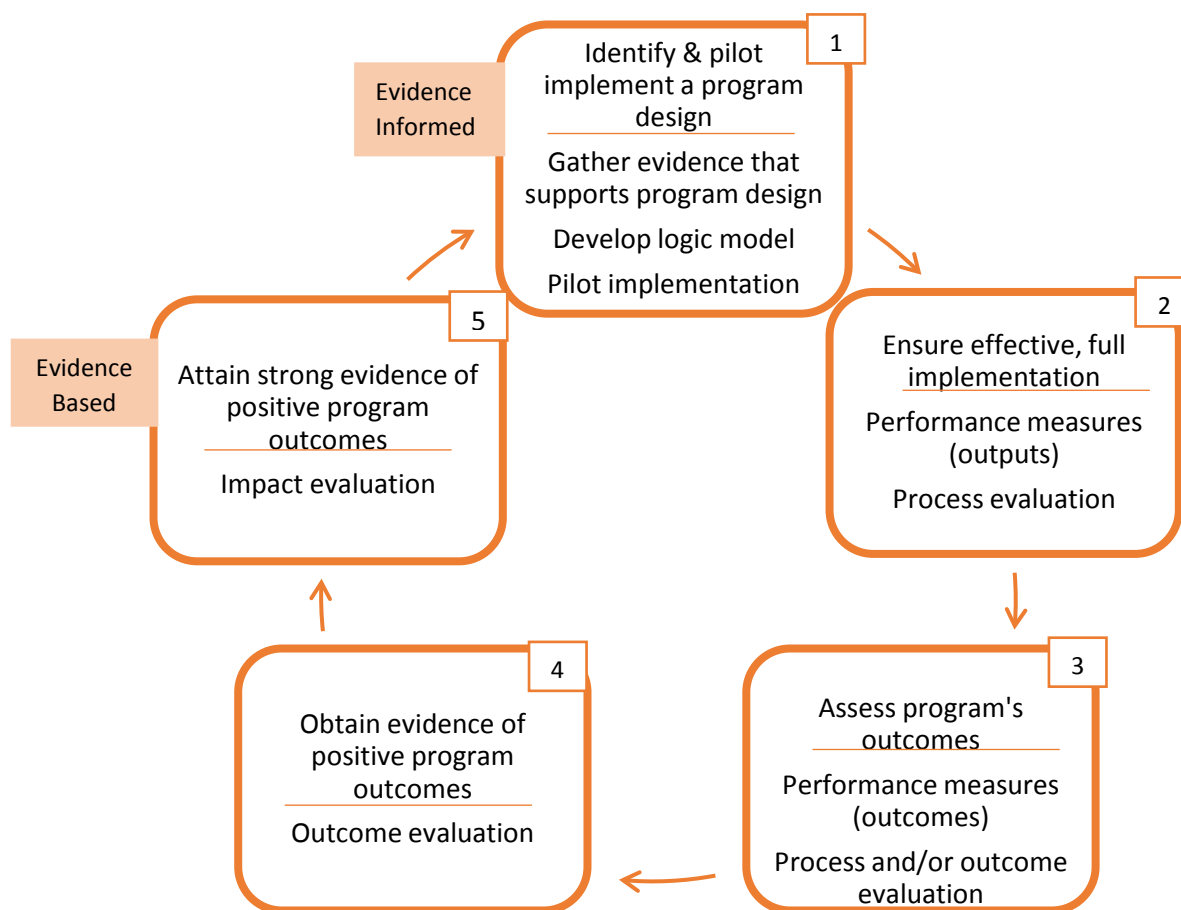 1
Identify & pilot
implement a program
design
Evidence
Informed
Gather evidence that
supports program design
Develop logic model
Pilot implementation
2
Ensure effective, full
implementation
Performance measures
(outputs)
Process evaluation
3
Assess program's
outcomes
Performance measures
(outcomes)
Process and/or outcome
evaluation
4
Obtain evidence of
positive program
outcomes
Outcome evaluation
5
Evidence
Based
Attain strong evidence of
positive program
outcomes
Impact evaluation